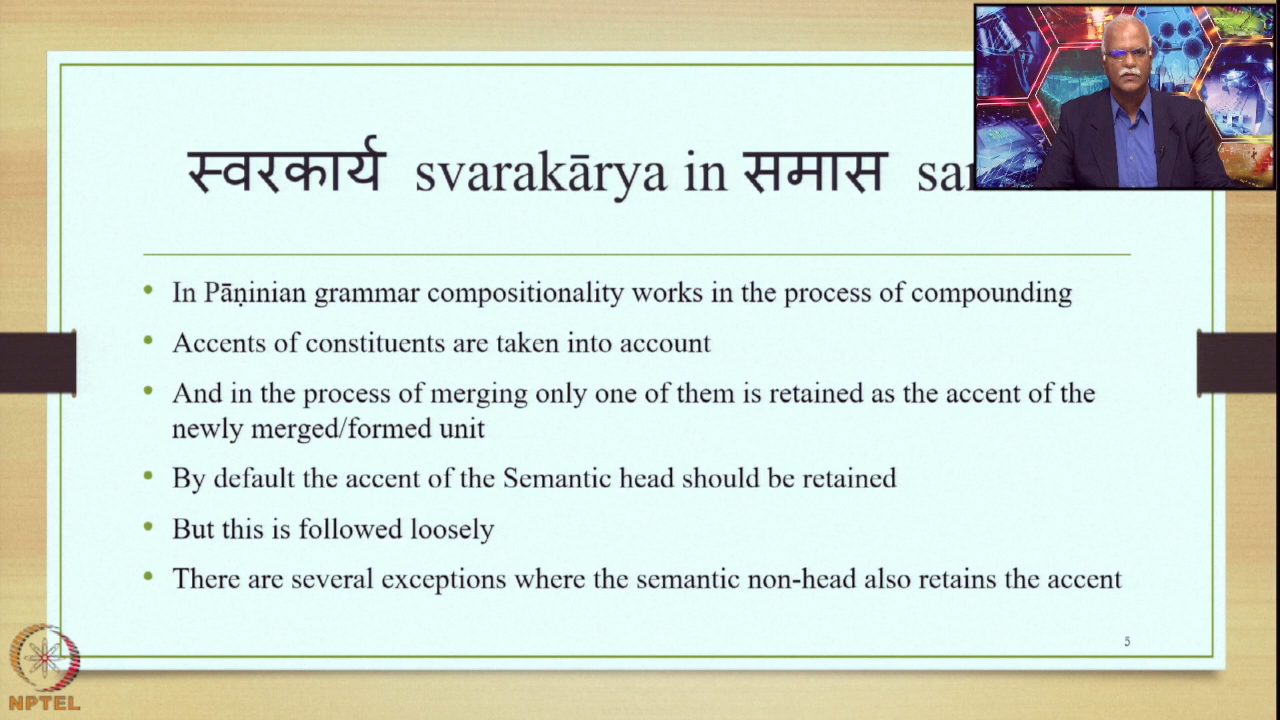 स्वरकार्य svarakārya in समास
• In Pāṇinian grammar compositionality works in the process of compounding
• Accents of constituents are taken into account
• And in the process of merging only one of them is retained as the accent of the
newly merged/formed unit
• By default the accent of the Semantic head should be retained
• But this is followed loosely
• There are several exceptions where the semantic non-head also retains the accent
5
NPTEL